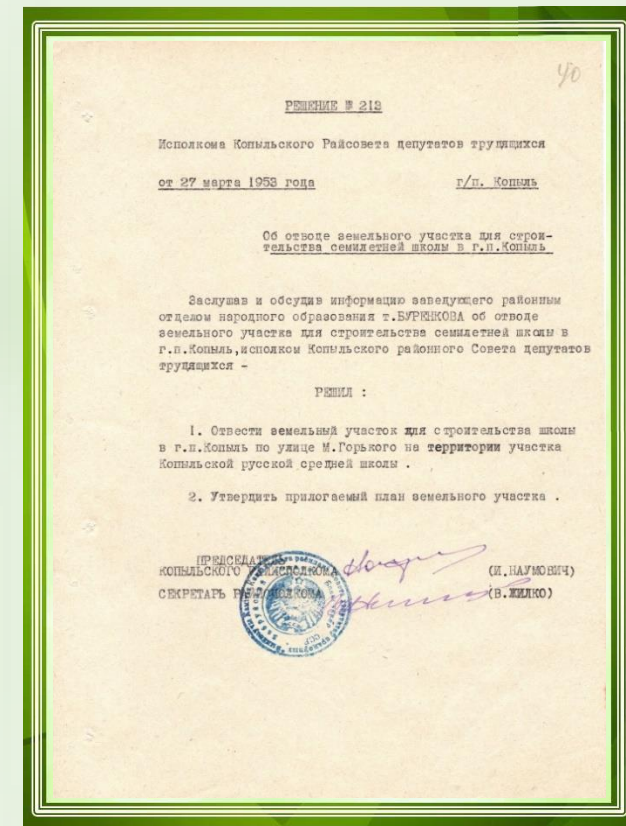 40
РЕШЕНИЕ № 213
Исполкома Копыльского Райсовета депутатов трудящихся
от 27 марта 1953 года г/п. Копыль
Об отводе земельного участка для строи-
тельства семилетней школы в г.п.Копыль
Заслушав и обсудив информацию заведующего районным
отделом народного образования т.БУРЕНКОВА об отводе
земельного участка для строительства семилетней школы в
г.п.Копыль,исполком Копыльского районного Совета депутатов
трудящихся -
РЕШИЛ :
1. Отвести земельный участок для строительства школы
в г.п.Копыль по улице М.Горького на территории участка
Копыльской русской средней школы .
2. Утвердить прилогаемый план земельного участка .
ПРЕДСЕДАТЕЛЬ
КОПЫЛЬСКОГО РАЙИСПОЛКОМА (И.НАУМОВИЧ)
СЕКРЕТАРЬ РАЙИСПОЛКОМА (В.ЖИЛКО)